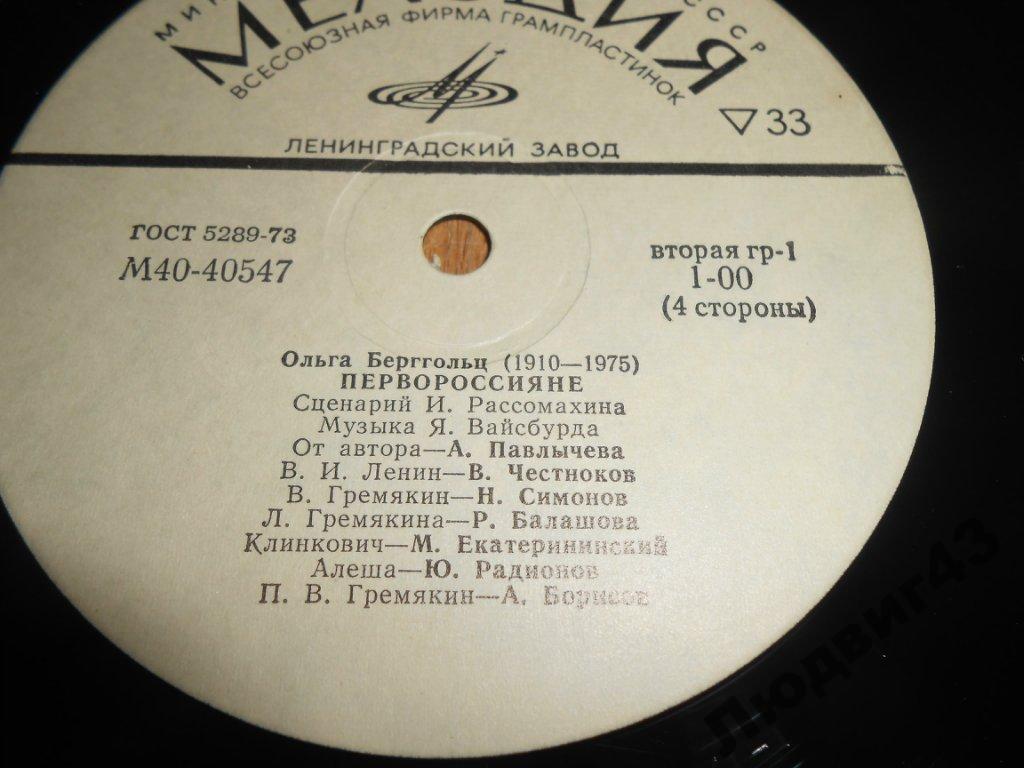 МЕЛОДИЯ
СССР
ВСЕСОЮЗНАЯ ФИРМА ГРАМПЛАСТИНОК
▽ 33
ЛЕНИНГРАДСКИЙ ЗАВОД
ГОСТ 5289-73
М40-40547
вторая гр-1
1-00
(4 стороны)
Ольга Берггольц (1910—1975)
ПЕРВОРОССИЯНЕ
Сценарий И. Рассомахина
Музыка Я. Вайсбурда
От автора—А. Павлычева
В. И. Ленин—В. Честноков
В. Гремякин—Н. Симонов
Л. Гремякина—Р. Балашова
Клинкович—М. Екатерининский
Алеша—Ю. Радионов
П. В. Гремякин—А. Борисов
Людвиг43